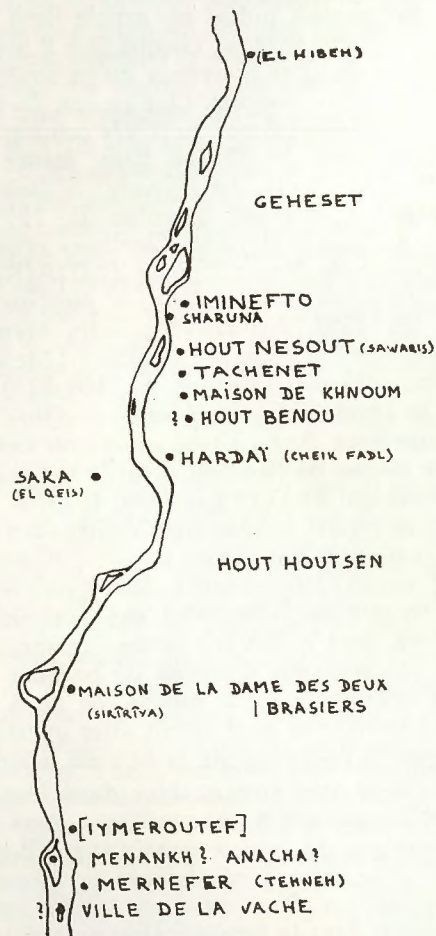 (EL HIBEH)
GEHESET
IMINEFTO
SHARUNA
HOUT NESOUT (SAWARIS)
TACHENET
MAISON DE KHNOUM
? HOUT BENOU
HARDAÏ (CHEIK FADL)
SAKA
(EL QEIS)
HOUT HOUTSEN
MAISON DE LA DAME DES DEUX
(SIRÎRÎYA) BRASIERS
[IYMEROUTEF]
MENANKH? ANACHA?
MERNEFER (TEHNEH)
? VILLE DE LA VACHE